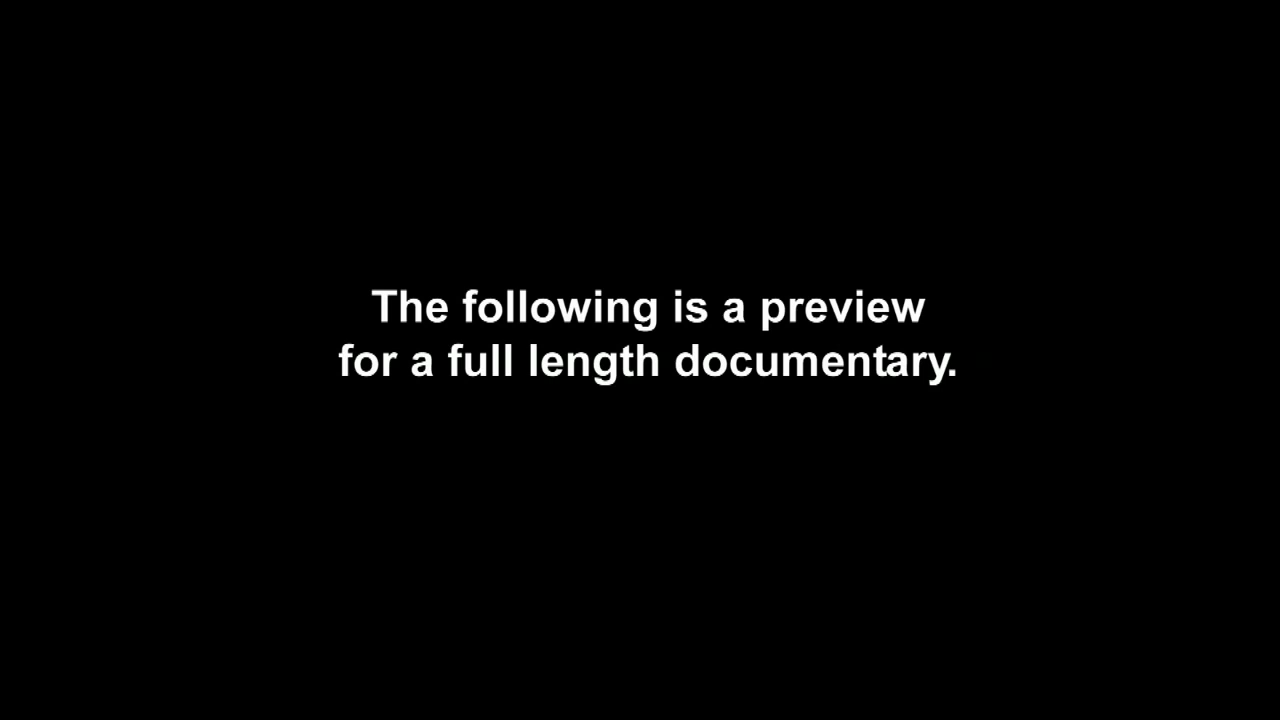 The following is a preview
for a full length documentary.